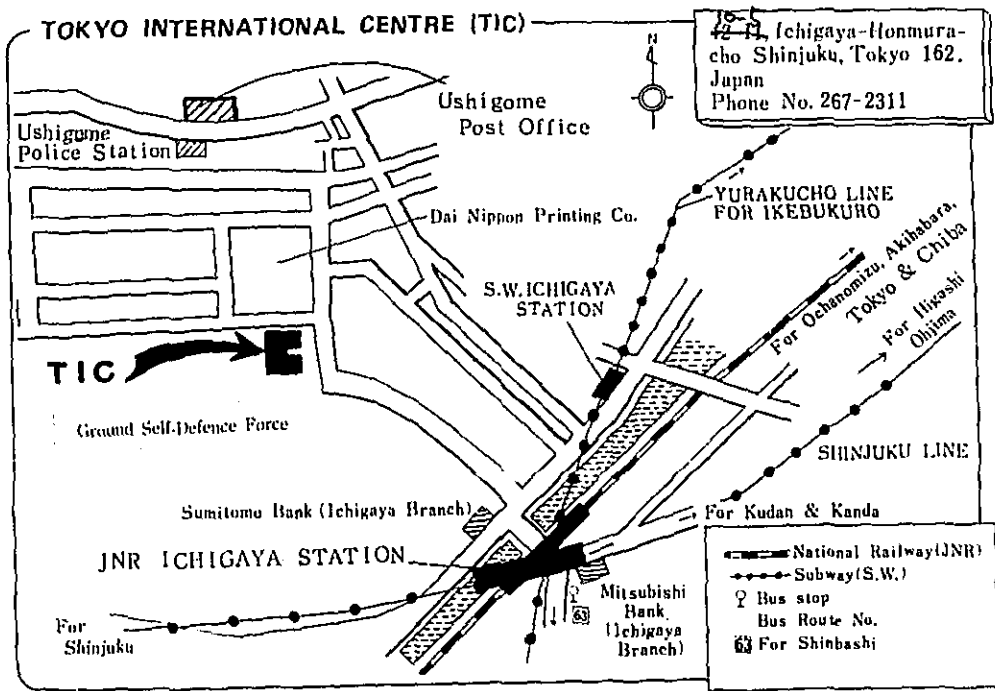 TOKYO INTERNATIONAL CENTRE (TIC)
10-5
42-11, Ichigaya-Honmura-
cho Shinjuku, Tokyo 162.
Japan
Phone No. 267-2311
N
Ushigome
Post Office
Ushigome
Police Station
Dai Nippon Printing Co.
YURAKUCHO LINE
FOR IKEBUKURO
S.W. ICHIGAYA
STATION
For Ochanomizu, Akihabara,
Tokyo & Chiba
For Higashi
Ohjima
TIC
Ground Self-Defence Force
SHINJUKU LINE
Sumitomo Bank (Ichigaya Branch)
For Kudan & Kanda
JNR ICHIGAYA STATION
For
Shinjuku
63
Mitsubishi
Bank
(Ichigaya
Branch)
National Railway(JNR)
Subway(S.W.)
Bus stop
Bus Route No.
63 For Shinbashi